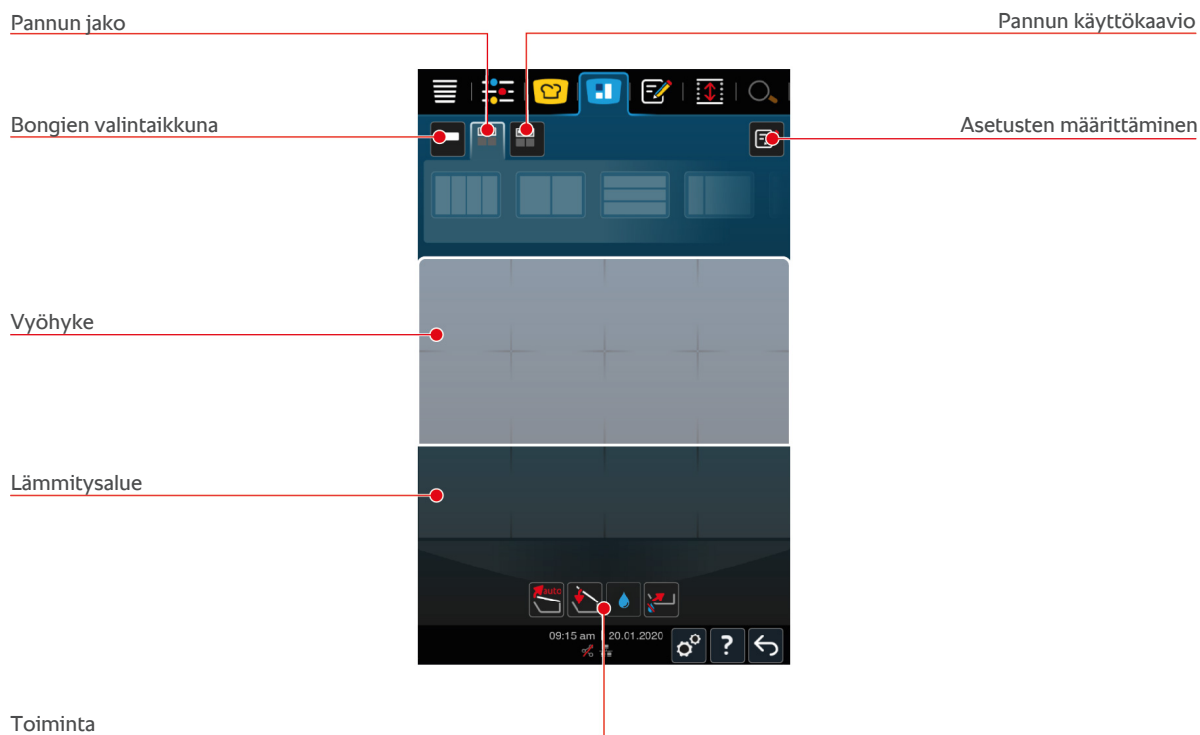 Pannun jako
Pannun käyttökaavio
Bongien valintaikkuna
Asetusten määrittäminen
Vyöhyke
Lämmitysalue
auto
09:15 am 20.01.2020
?
Toiminta